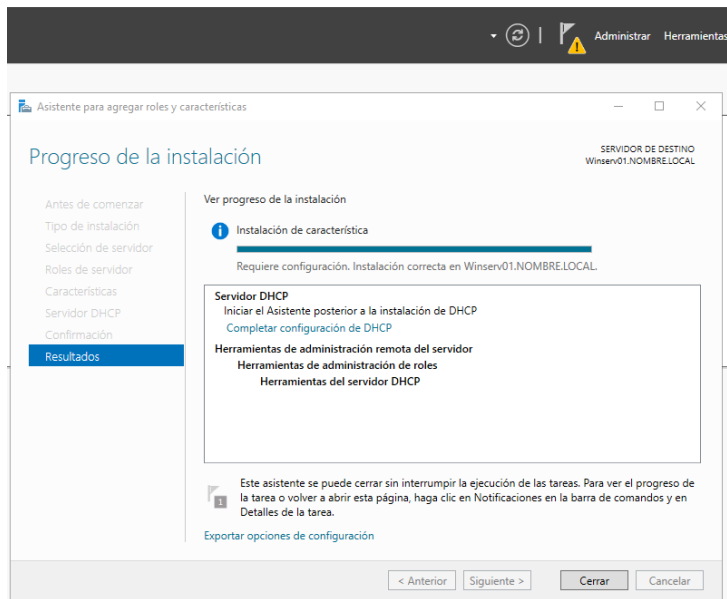 Administrar Herramientas
Asistente para agregar roles y características
Progreso de la instalación
SERVIDOR DE DESTINO
Winserv01.NOMBRE.LOCAL
Antes de comenzar
Tipo de instalación
Selección de servidor
Roles de servidor
Características
Servidor DHCP
Confirmación
Resultados
Ver progreso de la instalación
Instalación de característica
Requiere configuración. Instalación correcta en Winserv01.NOMBRE.LOCAL.
Servidor DHCP
Iniciar el Asistente posterior a la instalación de DHCP
Completar configuración de DHCP
Herramientas de administración remota del servidor
Herramientas de administración de roles
Herramientas del servidor DHCP
1
Este asistente se puede cerrar sin interrumpir la ejecución de las tareas. Para ver el progreso de
la tarea o volver a abrir esta página, haga clic en Notificaciones en la barra de comandos y en
Detalles de la tarea.
Exportar opciones de configuración
< Anterior Siguiente > Cerrar Cancelar